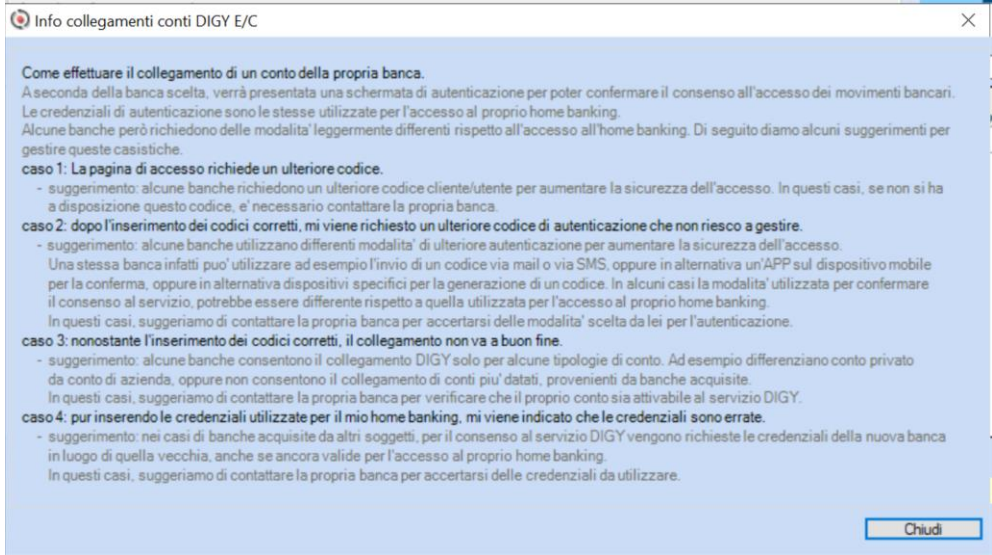 Info collegamenti conti DIGY E/C
Come effettuare il collegamento di un conto della propria banca.
A seconda della banca scelta, verrà presentata una schermata di autenticazione per poter confermare il consenso all'accesso dei movimenti bancari.
Le credenziali di autenticazione sono le stesse utilizzate per l'accesso al proprio home banking.
Alcune banche però richiedono delle modalita' leggermente differenti rispetto all'accesso all'home banking. Di seguito diamo alcuni suggerimenti per
gestire queste casistiche.
caso 1: La pagina di accesso richiede un ulteriore codice.
- suggerimento: alcune banche richiedono un ulteriore codice cliente/utente per aumentare la sicurezza dell'accesso. In questi casi, se non si ha
a disposizione questo codice, e' necessario contattare la propria banca.
caso 2: dopo l'inserimento dei codici corretti, mi viene richiesto un ulteriore codice di autenticazione che non riesco a gestire.
- suggerimento: alcune banche utilizzano differenti modalita' di ulteriore autenticazione per aumentare la sicurezza dell'accesso.
Una stessa banca infatti puo' utilizzare ad esempio l'invio di un codice via mail o via SMS, oppure in alternativa un'APP sul dispositivo mobile
per la conferma, oppure in alternativa dispositivi specifici per la generazione di un codice. In alcuni casi la modalita' utilizzata per confermare
il consenso al servizio, potrebbe essere differente rispetto a quella utilizzata per l'accesso al proprio home banking.
In questi casi, suggeriamo di contattare la propria banca per accertarsi delle modalita' scelta da lei per l'autenticazione.
caso 3: nonostante l'inserimento dei codici corretti, il collegamento non va a buon fine.
- suggerimento: alcune banche consentono il collegamento DIGY solo per alcune tipologie di conto. Ad esempio differenziano conto privato
da conto di azienda, oppure non consentono il collegamento di conti piu' datati, provenienti da banche acquisite.
In questi casi, suggeriamo di contattare la propria banca per verificare che il proprio conto sia attivabile al servizio DIGY.
caso 4: pur inserendo le credenziali utilizzate per il mio home banking, mi viene indicato che le credenziali sono errate.
- suggerimento: nei casi di banche acquisite da altri soggetti, per il consenso al servizio DIGY vengono richieste le credenziali della nuova banca
in luogo di quella vecchia, anche se ancora valide per l'accesso al proprio home banking.
In questi casi, suggeriamo di contattare la propria banca per accertarsi delle credenziali da utilizzare.
Chiudi